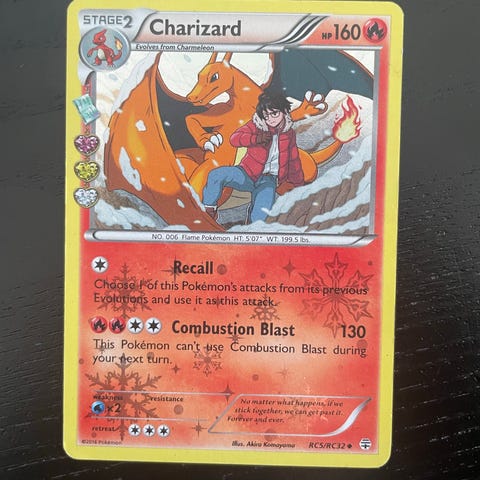 STAGE2 Charizard HP160
Evolves from Charmeleon
NO. 006 Flame Pokémon HT: 5'07" WT: 199.5 lbs.
Recall
Choose 1 of this Pokémon's attacks from its previous
Evolutions and use it as this attack.
Combustion Blast 130
This Pokémon can't use Combustion Blast during
your next turn.
weakness resistance
×2
No matter what happens, if we
stick together, we can get past it.
Forever and ever.
retreat
©2016 Pokémon Illus. Akira Komayama RC5/RC32